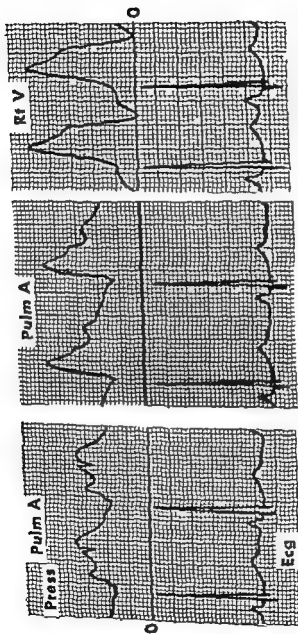 Press Pulm A
Pulm A
Rt V
O
O
Ecg